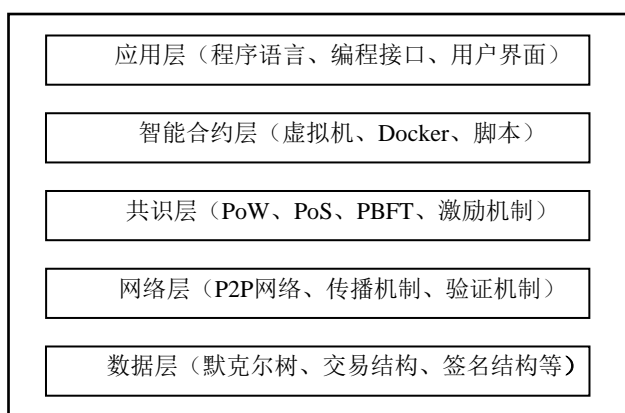 应用层（程序语言、编程接口、用户界面）
智能合约层（虚拟机、Docker、脚本）
共识层（PoW、PoS、PBFT、激励机制）
网络层（P2P网络、传播机制、验证机制）
数据层（默克尔树、交易结构、签名结构等）